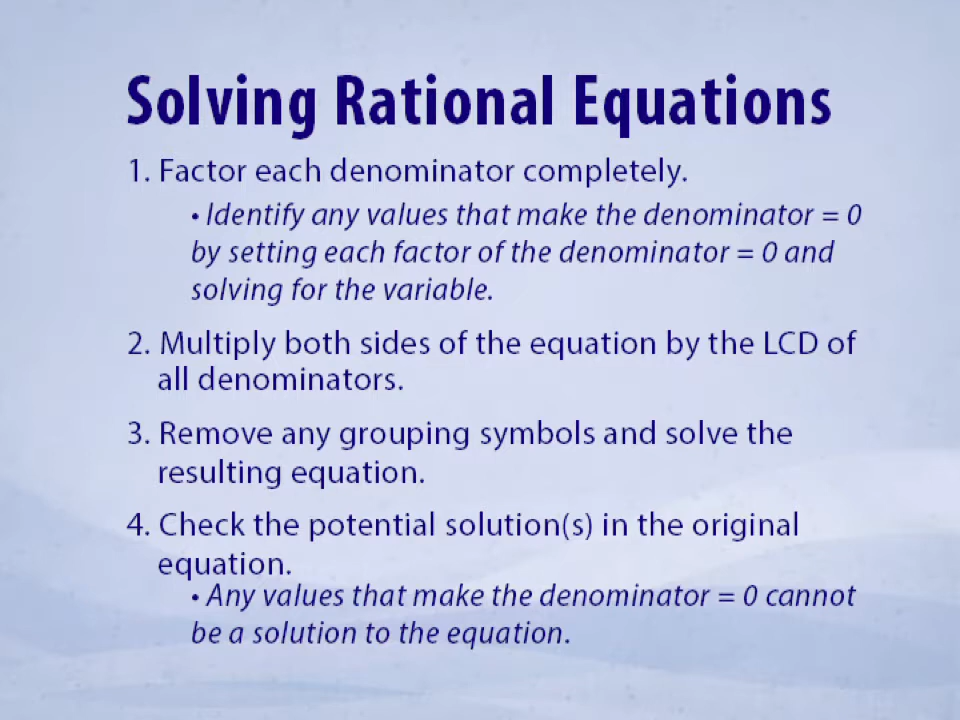 Solving Rational Equations
1. Factor each denominator completely.
• Identify any values that make the denominator = 0
by setting each factor of the denominator = 0 and
solving for the variable.
2. Multiply both sides of the equation by the LCD of
all denominators.
3. Remove any grouping symbols and solve the
resulting equation.
4. Check the potential solution(s) in the original
equation.
• Any values that make the denominator = 0 cannot
be a solution to the equation.